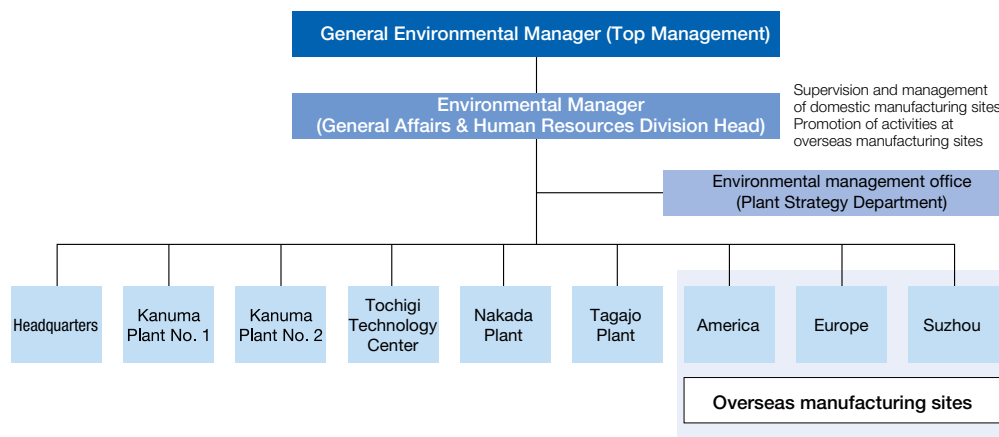 General Environmental Manager (Top Management)
Environmental Manager
(General Affairs & Human Resources Division Head)
Supervision and management
of domestic manufacturing sites
Promotion of activities at
overseas manufacturing sites
Environmental management office
(Plant Strategy Department)
Headquarters
Kanuma
Plant No. 1
Kanuma
Plant No. 2
Tochigi
Technology
Center
Nakada
Plant
Tagajo
Plant
America
Europe
Suzhou
Overseas manufacturing sites